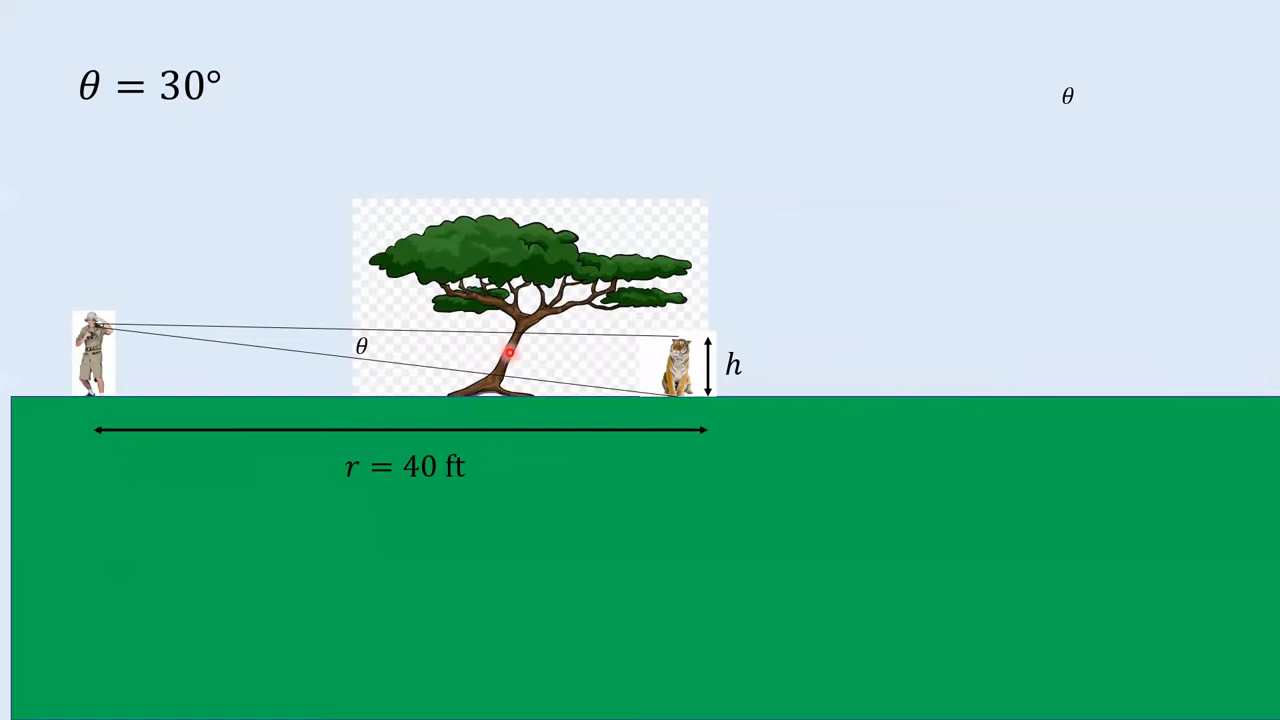 θ = 30°
θ
θ
h
r = 40 ft